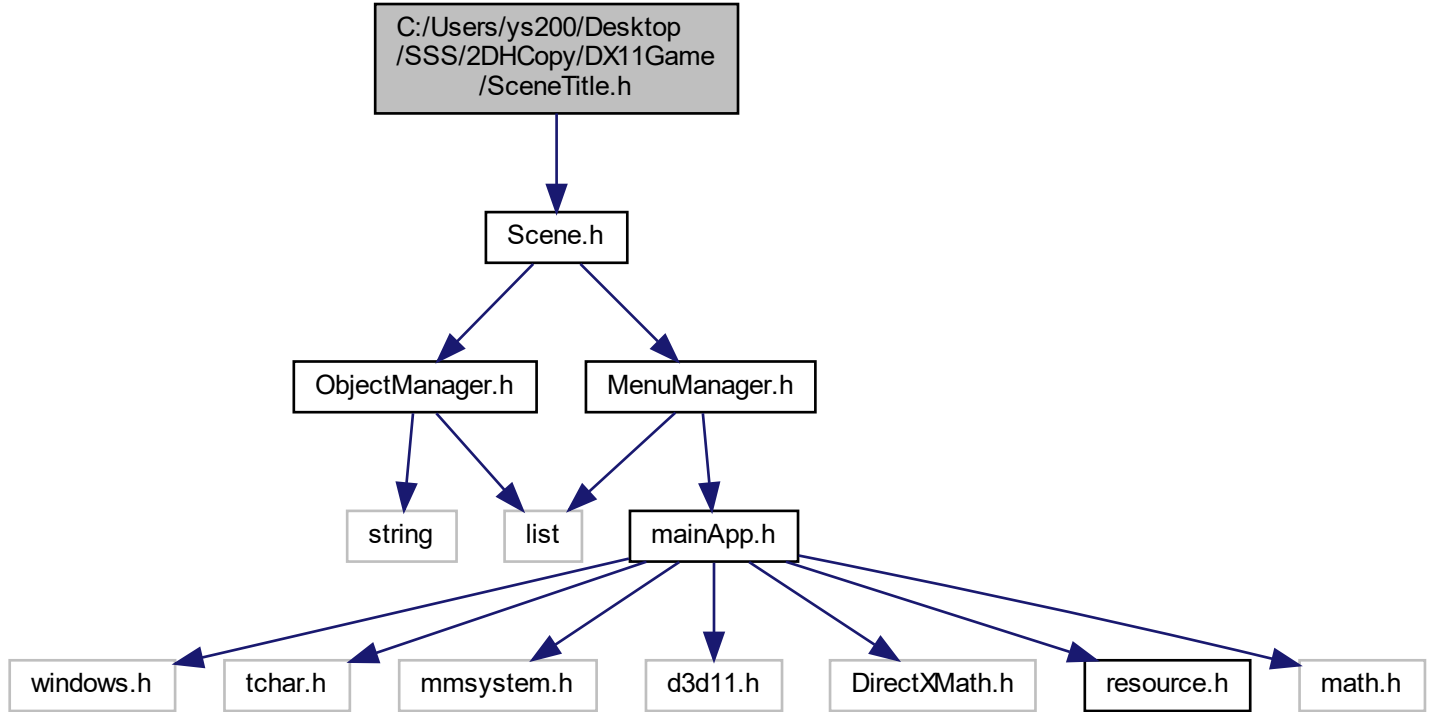 C:/Users/ys200/Desktop
/SSS/2DHCopy/DX11Game
/SceneTitle.h
Scene.h
ObjectManager.h
MenuManager.h
string
list
mainApp.h
windows.h
tchar.h
mmsystem.h
d3d11.h
DirectXMath.h
resource.h
math.h